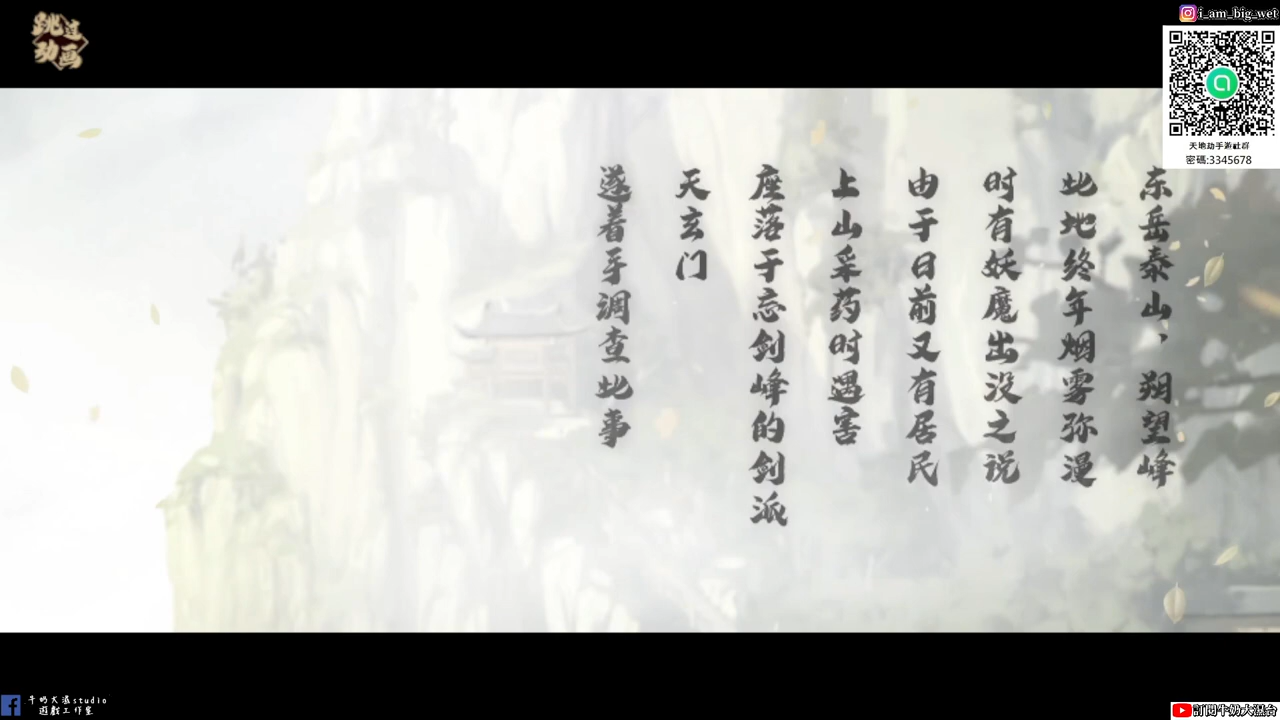 跳过
动画
i_am_big_wet
天地劫手遊社群
密碼:3345678
东岳泰山、朔望峰
此地终年烟雾弥漫
时有妖魔出没之说
由于日前又有居民
上山采药时遇害
座落于忘剑峰的剑派
天玄门
遂着手调查此事
牛奶大濕studio
遊戲工作室
訂閱牛奶大濕台